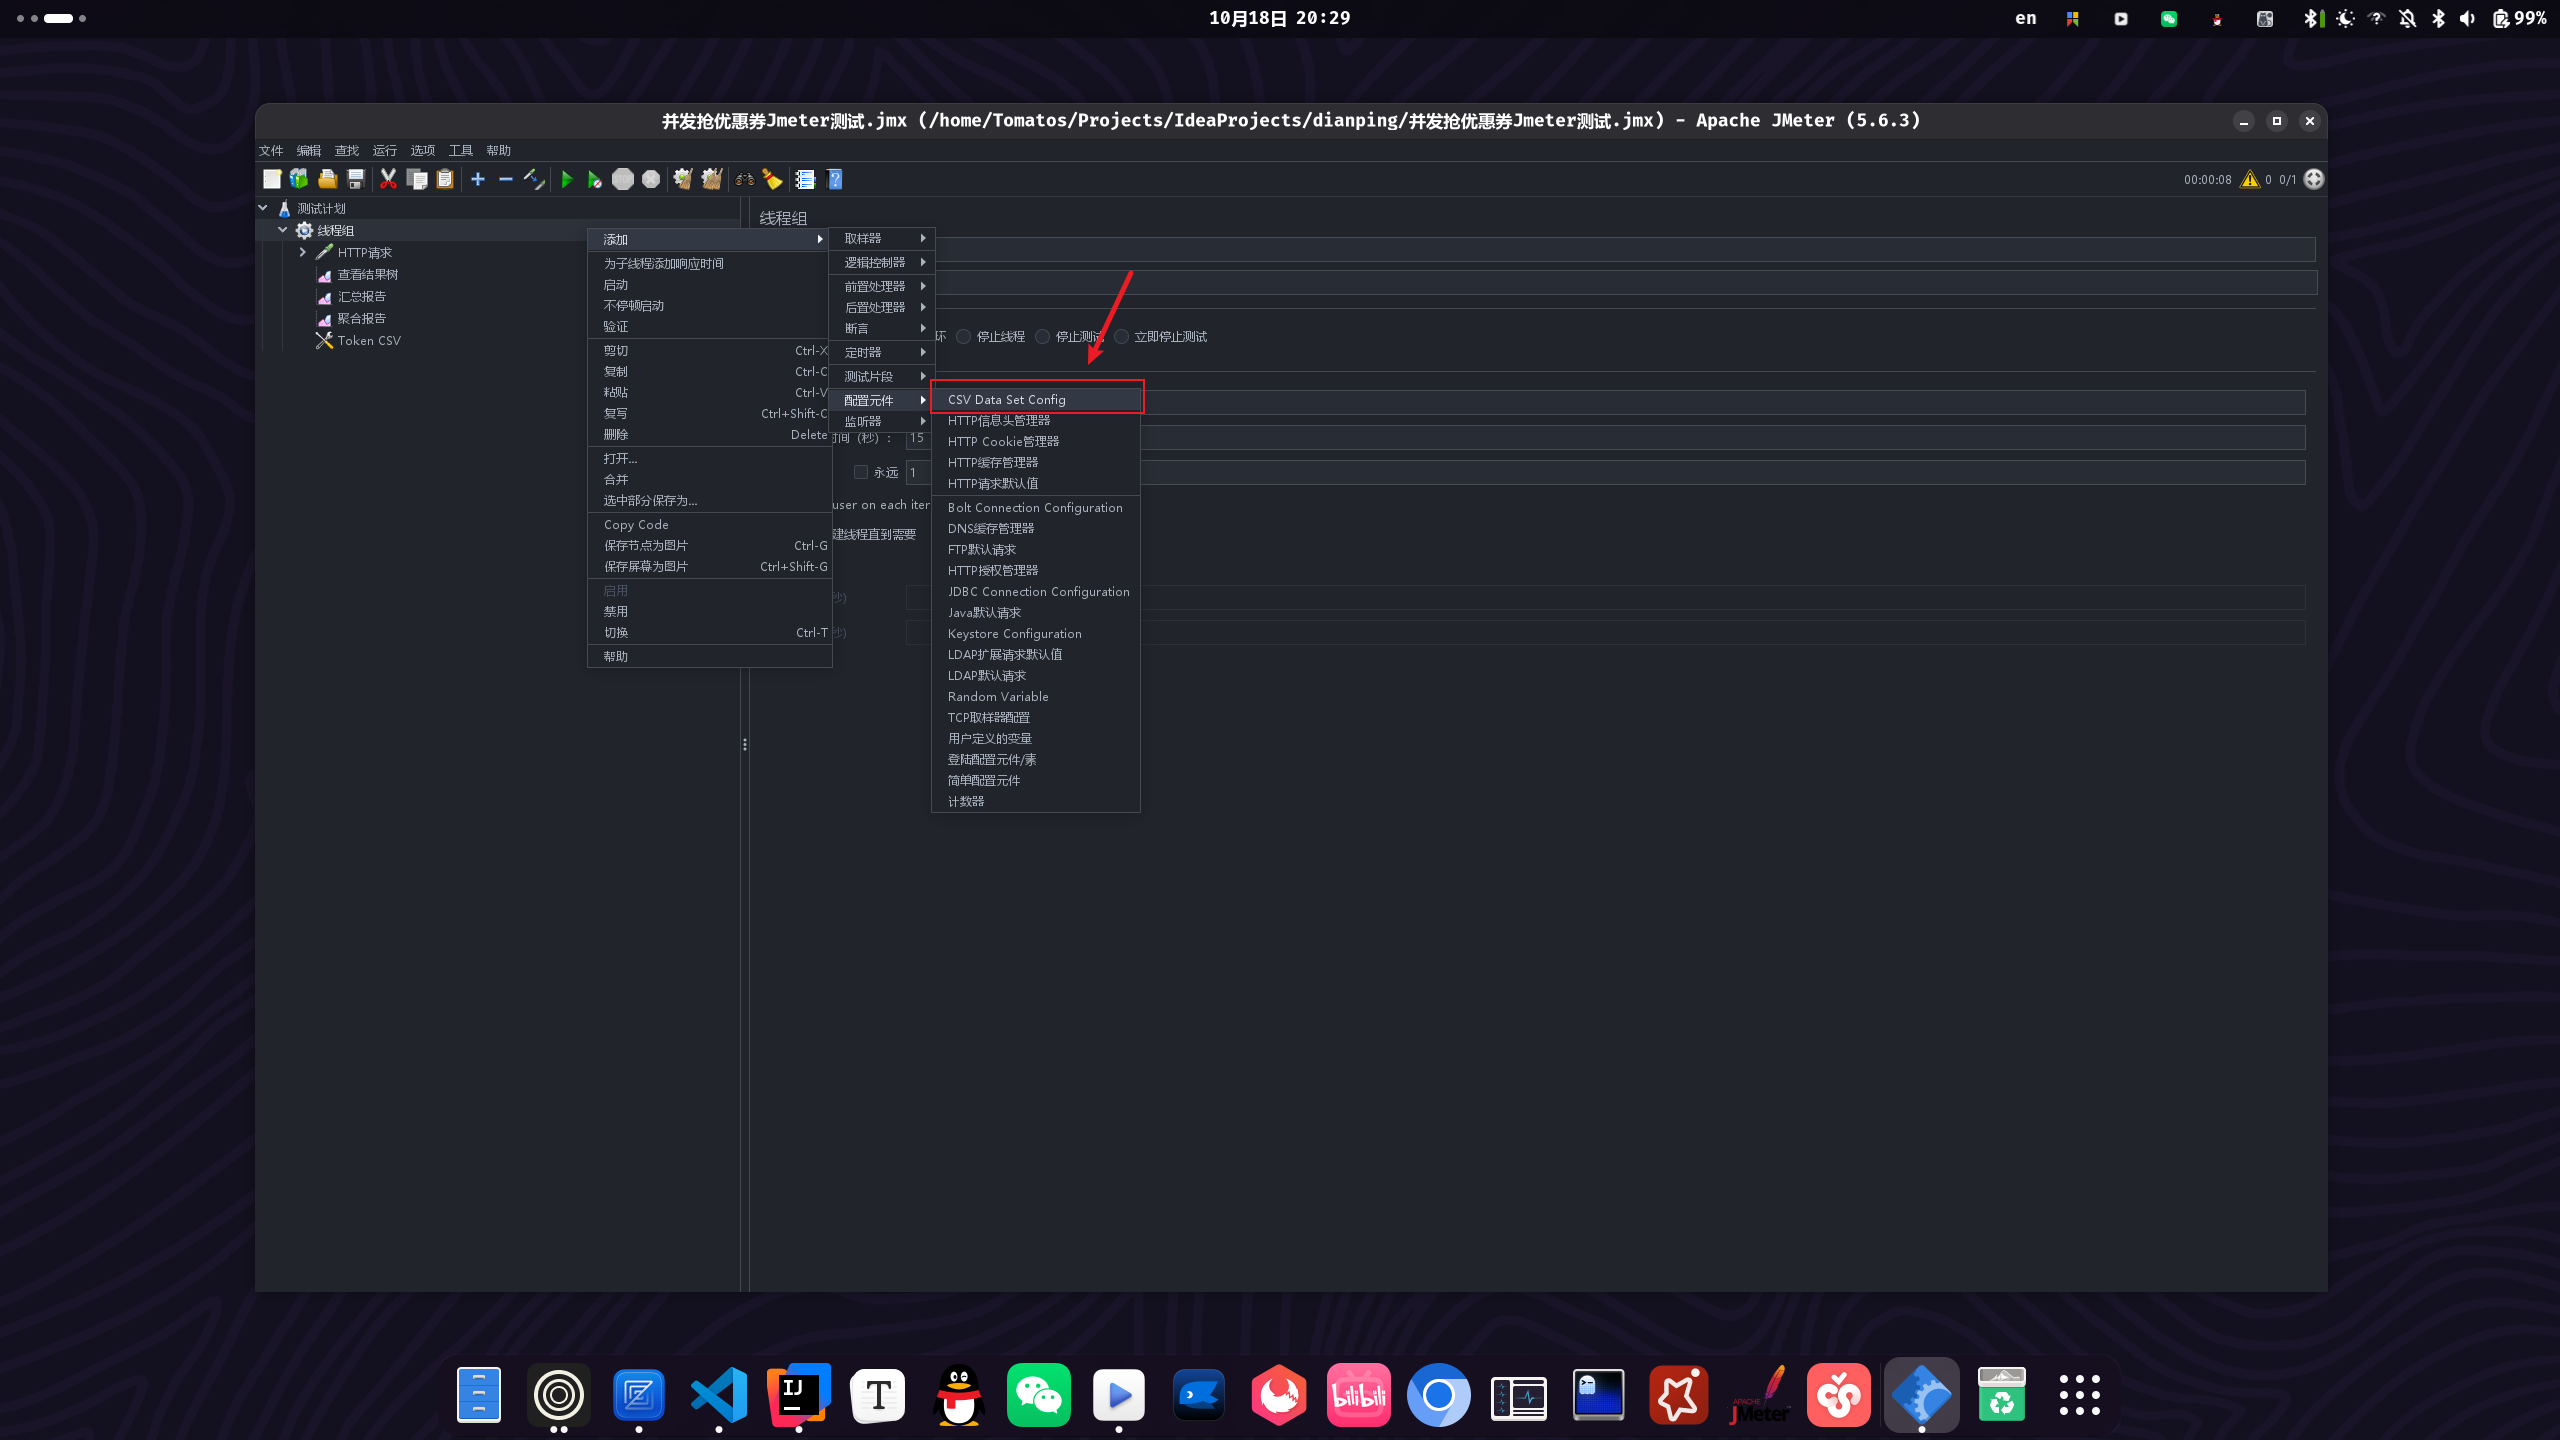 10月18日 20:29
en
99%
并发抢优惠券Jmeter测试.jmx (/home/Tomatos/Projects/IdeaProjects/dianping/并发抢优惠券Jmeter测试.jmx) - Apache JMeter (5.6.3)
文件 编辑 查找 运行 选项 工具 帮助
00:00:08 0 0/1
测试计划
线程组
HTTP请求
查看结果树
汇总报告
聚合报告
Token CSV
线程组
环 停止线程 停止测试 立即停止测试
时间（秒）： 15
永远 1
user on each iter
建线程直到需要
秒)
秒)
添加
为子线程添加响应时间
启动
不停顿启动
验证
剪切 Ctrl-X
复制 Ctrl-C
粘贴 Ctrl-V
复写 Ctrl+Shift-C
删除 Delete
打开...
合并
选中部分保存为...
Copy Code
保存节点为图片 Ctrl-G
保存屏幕为图片 Ctrl+Shift-G
启用
禁用
切换 Ctrl-T
帮助
取样器
逻辑控制器
前置处理器
后置处理器
断言
定时器
测试片段
配置元件
监听器
CSV Data Set Config
HTTP信息头管理器
HTTP Cookie管理器
HTTP缓存管理器
HTTP请求默认值
Bolt Connection Configuration
DNS缓存管理器
FTP默认请求
HTTP授权管理器
JDBC Connection Configuration
Java默认请求
Keystore Configuration
LDAP扩展请求默认值
LDAP默认请求
Random Variable
TCP取样器配置
用户定义的变量
登陆配置元件/素
简单配置元件
计数器
IJ
T
bilibili
APACHE
JMeter